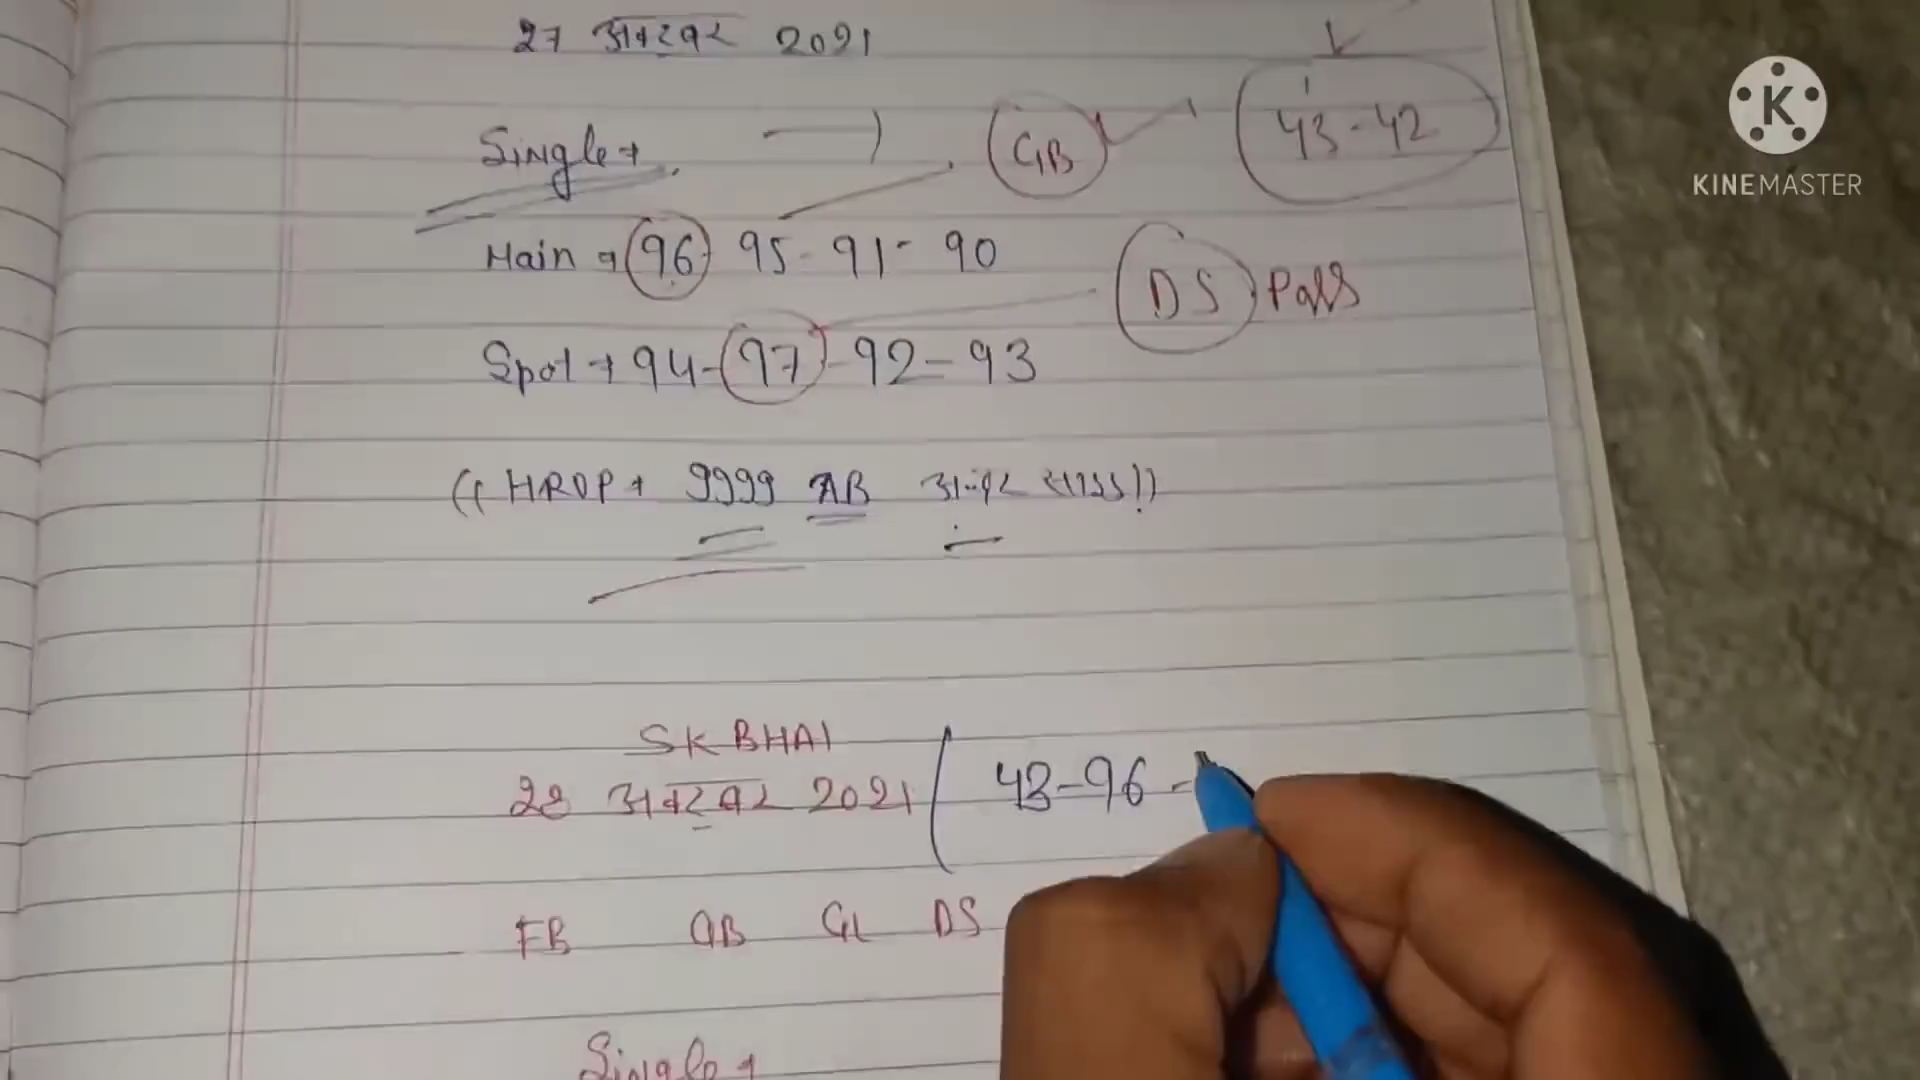 27 अक्टूबर 2021
Single → GB 43-42
Main → 96 95-91-90
Spot → 94-97-92-93 DS Pass
((HROP → 9999 AB
SK BHAI
28 अक्टूबर 2021 ( 43-96-
FB GB GL DS
Single →
KINEMASTER